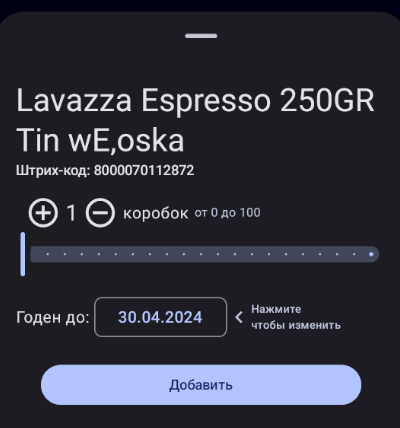 Lavazza Espresso 250GR
Tin wE,oska
Штрих-код: 8000070112872
1 коробок от 0 до 100
Годен до: 30.04.2024 Нажмите
чтобы изменить
Добавить